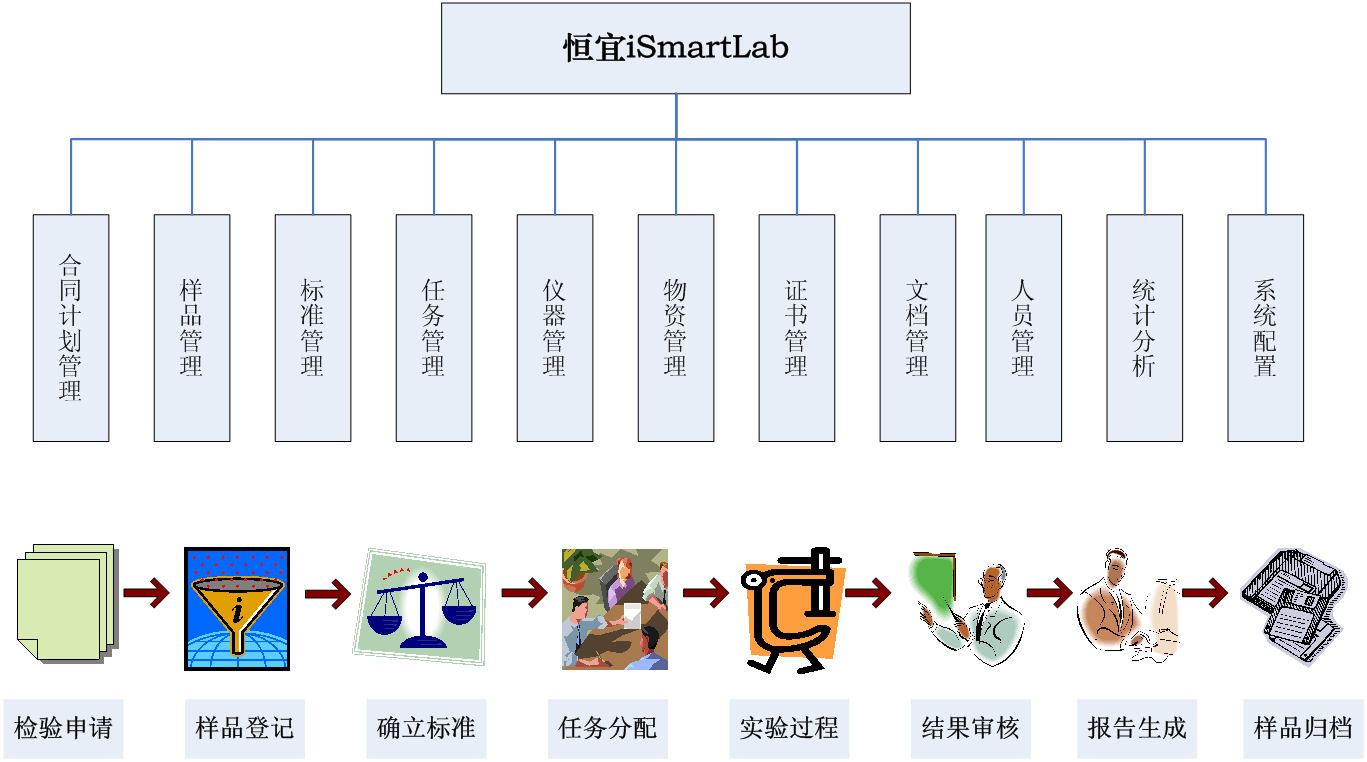 恒宜iSmartLab
合同计划管理
样品管理
标准管理
任务管理
仪器管理
物资管理
证书管理
文档管理
人员管理
统计分析
系统配置
i
检验申请
样品登记
确立标准
任务分配
实验过程
结果审核
报告生成
样品归档